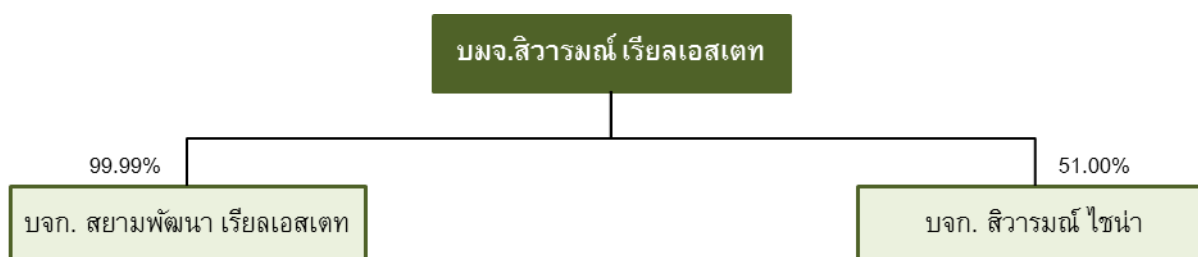 บมจ.สิวารมณ์ เรียลเอสเตท
99.99%
51.00%
บจก. สยามพัฒนา เรียลเอสเตท
บจก. สิวารมณ์ ไชน่า